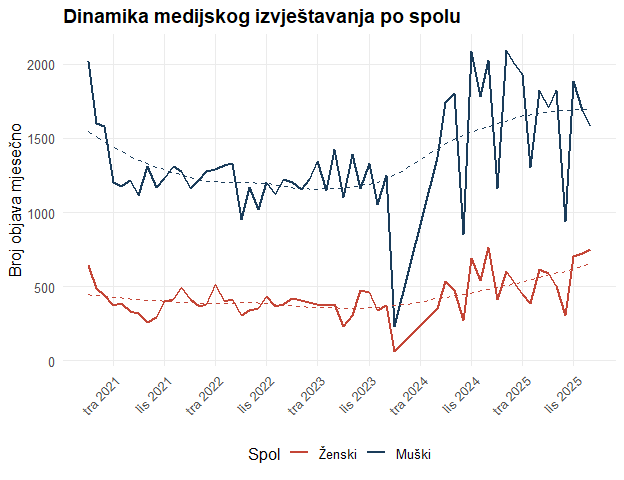 Dinamika medijskog izvještavanja po spolu
Broj objava mjesečno
2000
1500
1000
500
0
tra 2021
lis 2021
tra 2022
lis 2022
tra 2023
lis 2023
tra 2024
lis 2024
tra 2025
lis 2025
Spol Ženski Muški